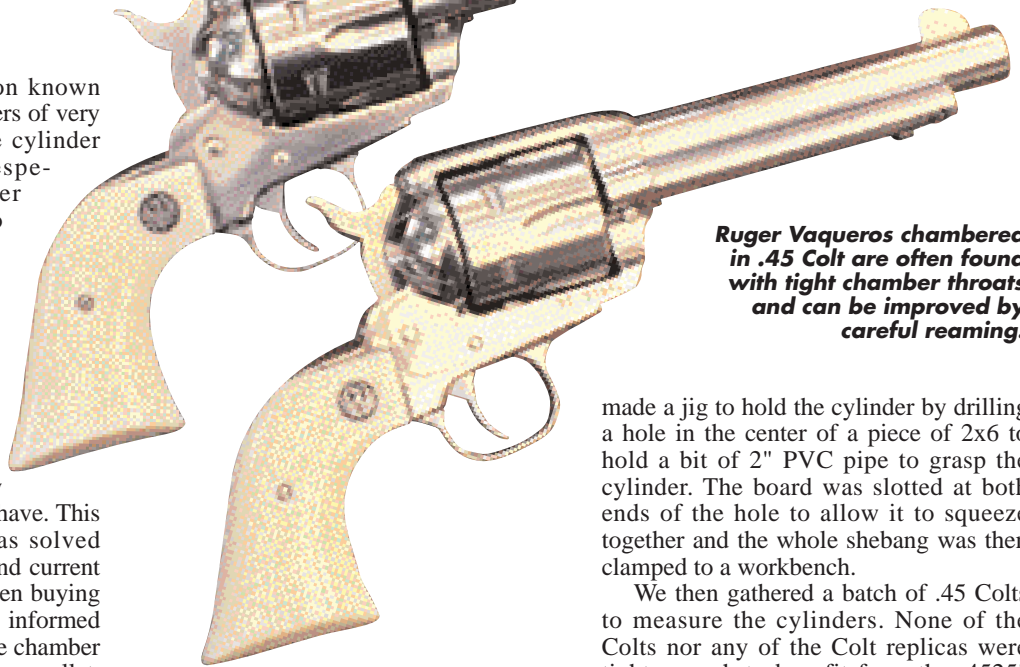 on known
ers of very
e cylinder
espe-
er
have. This
as solved
nd current
en buying
informed
e chamber
Ruger Vaqueros chambered
in .45 Colt are often found
with tight chamber throats
and can be improved by
careful reaming.
made a jig to hold the cylinder by drilling
a hole in the center of a piece of 2x6 to
hold a bit of 2" PVC pipe to grasp the
cylinder. The board was slotted at both
ends of the hole to allow it to squeeze
together and the whole shebang was then
clamped to a workbench.
We then gathered a batch of .45 Colts
to measure the cylinders. None of the
Colts nor any of the Colt replicas were